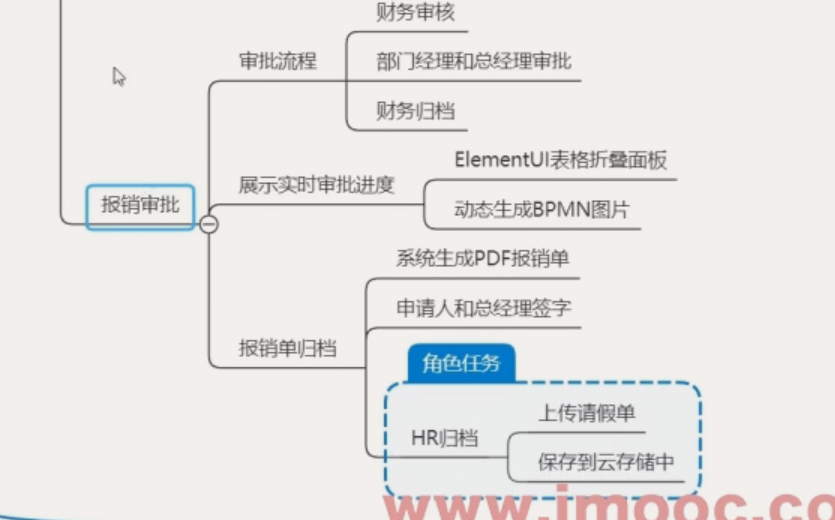 财务审核
审批流程
部门经理和总经理审批
财务归档
ElementUI表格折叠面板
展示实时审批进度
动态生成BPMN图片
报销审批
系统生成PDF报销单
申请人和总经理签字
报销单归档
角色任务
上传请假单
HR归档
保存到云存储中
www.imooc.co